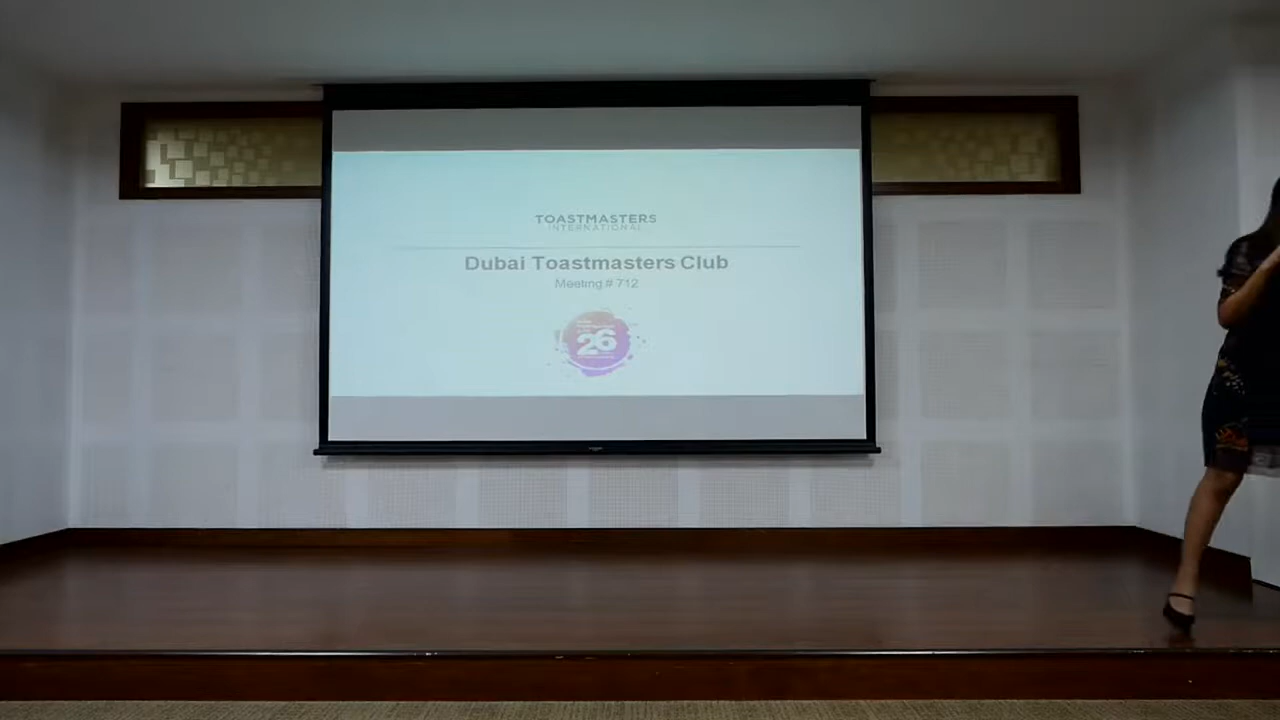 TOASTMASTERS
INTERNATIONAL
Dubai Toastmasters Club
Meeting # 712
26